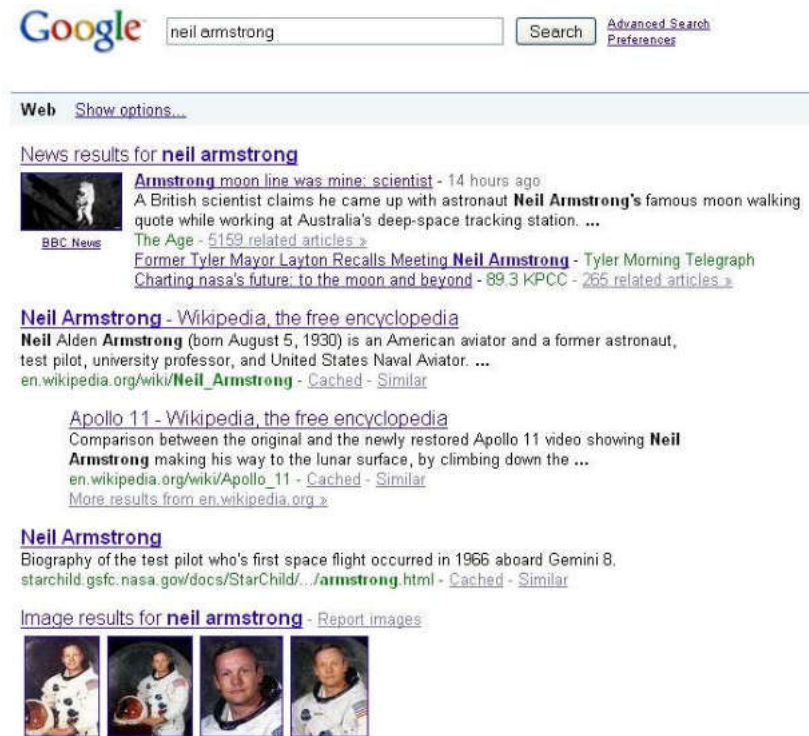 Google
neil armstrong
Search
Advanced Search
Preferences
Web Show options...
News results for neil armstrong
Armstrong moon line was mine: scientist - 14 hours ago
A British scientist claims he came up with astronaut Neil Armstrong's famous moon walking
quote while working at Australia's deep-space tracking station. ...
BBC News
The Age - 5159 related articles »
Former Tyler Mayor Layton Recalls Meeting Neil Armstrong - Tyler Morning Telegraph
Charting nasa's future: to the moon and beyond - 89.3 KPCC - 265 related articles »
Neil Armstrong - Wikipedia, the free encyclopedia
Neil Alden Armstrong (born August 5, 1930) is an American aviator and a former astronaut,
test pilot, university professor, and United States Naval Aviator. ...
en.wikipedia.org/wiki/Neil_Armstrong - Cached - Similar
Apollo 11 - Wikipedia, the free encyclopedia
Comparison between the original and the newly restored Apollo 11 video showing Neil
Armstrong making his way to the lunar surface, by climbing down the ...
en.wikipedia.org/wiki/Apollo_11 - Cached - Similar
More results from en.wikipedia.org »
Neil Armstrong
Biography of the test pilot who's first space flight occurred in 1966 aboard Gemini 8.
starchild.gsfc.nasa.gov/docs/StarChild/.../armstrong.html - Cached - Similar
Image results for neil armstrong - Report images